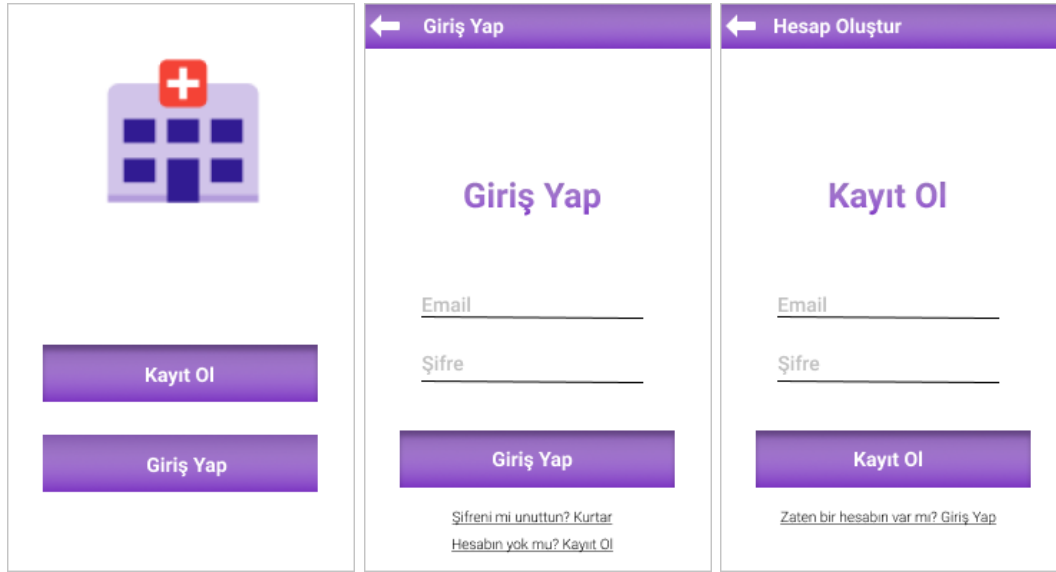 Kayıt Ol
Giriş Yap
Giriş Yap
Giriş Yap
Email
Şifre
Giriş Yap
Şifreni mi unuttun? Kurtar
Hesabın yok mu? Kayııt Ol
Hesap Oluştur
Kayıt Ol
Email
Şifre
Kayıt Ol
Zaten bir hesabın var mı? Giriş Yap